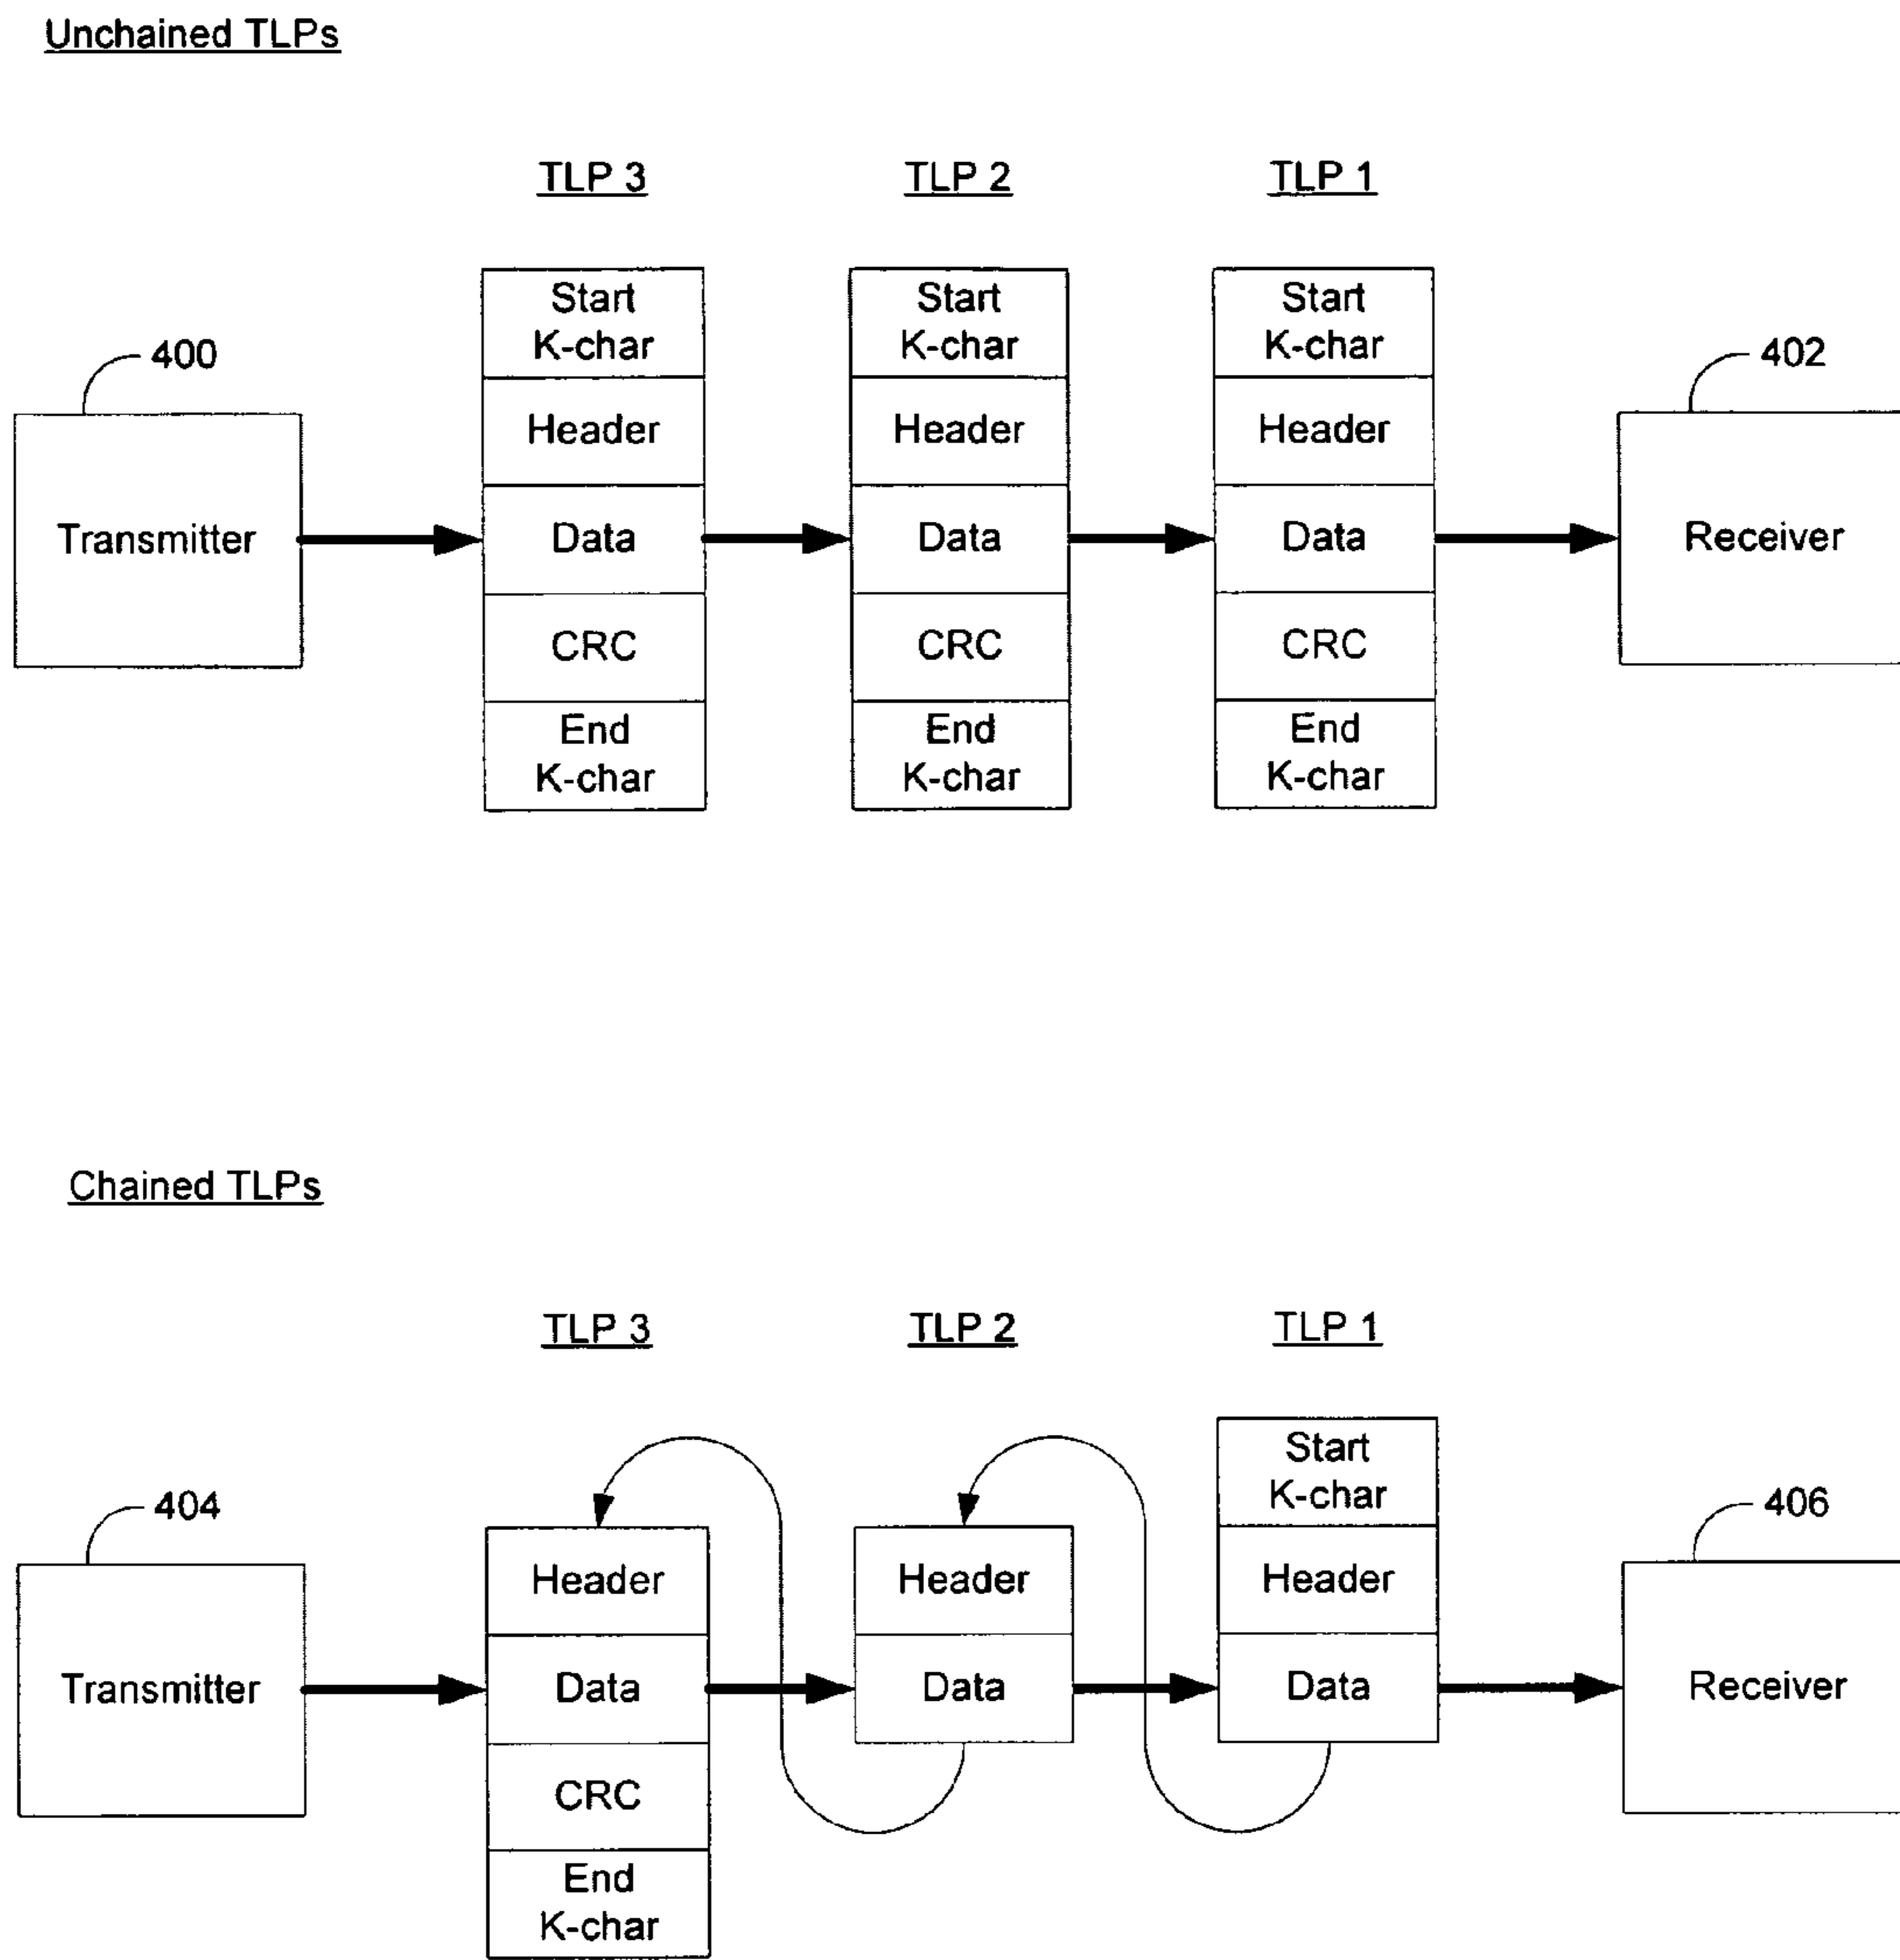 Unchained TLPs
TLP 3 TLP 2 TLP 1
Start Start Start
K-char K-char K-char
400 402
Header Header Header
Transmitter Data Data Data Receiver
CRC CRC CRC
End End End
K-char K-char K-char
Chained TLPs
TLP 3 TLP 2 TLP 1
Start
K-char
404 406
Header Header Header
Transmitter Data Data Data Receiver
CRC
End
K-char